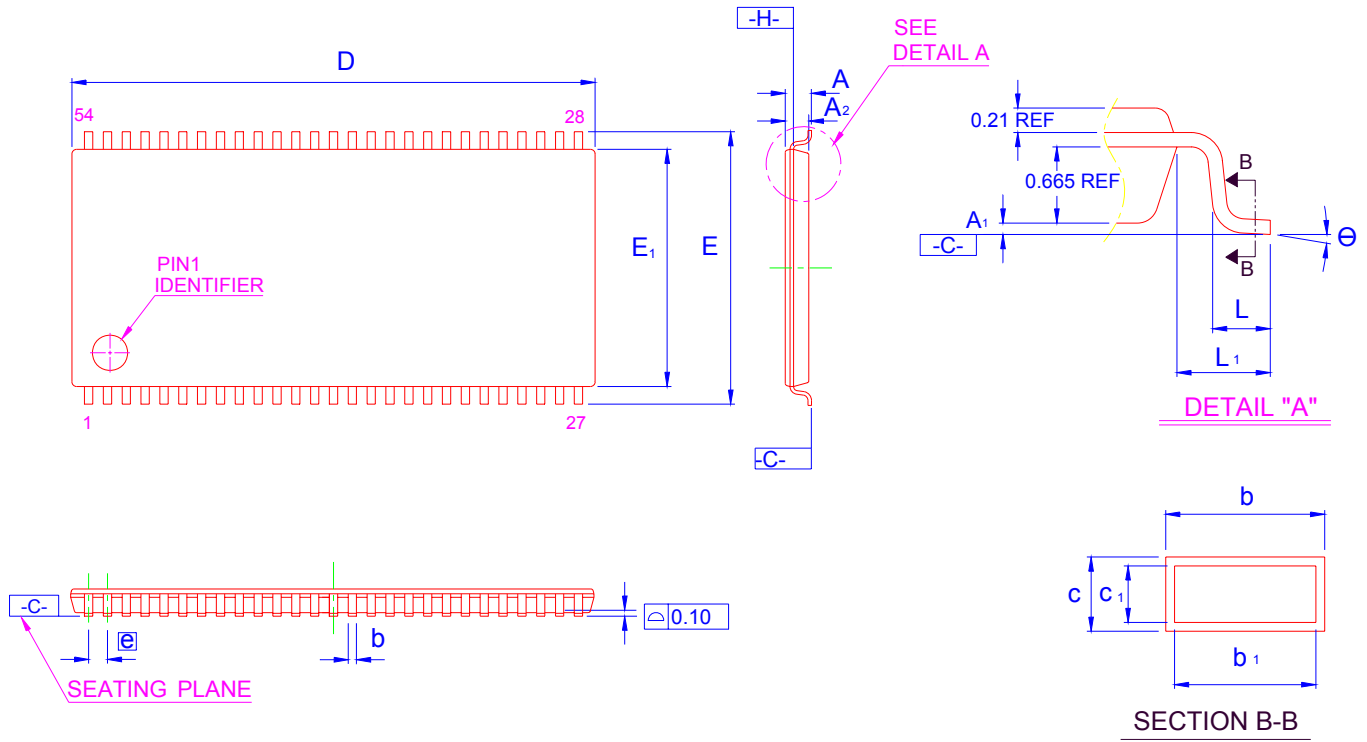 -H-
SEE
DETAIL A
D
A
A2
54
28
0.21 REF
B
0.665 REF
A1
-C-
B
Θ
E1
E
PIN1
IDENTIFIER
L
L1
1
27
DETAIL "A"
-C-
b
-C-
e
b
⌓ 0.10
c
c1
b1
SEATING PLANE
SECTION B-B